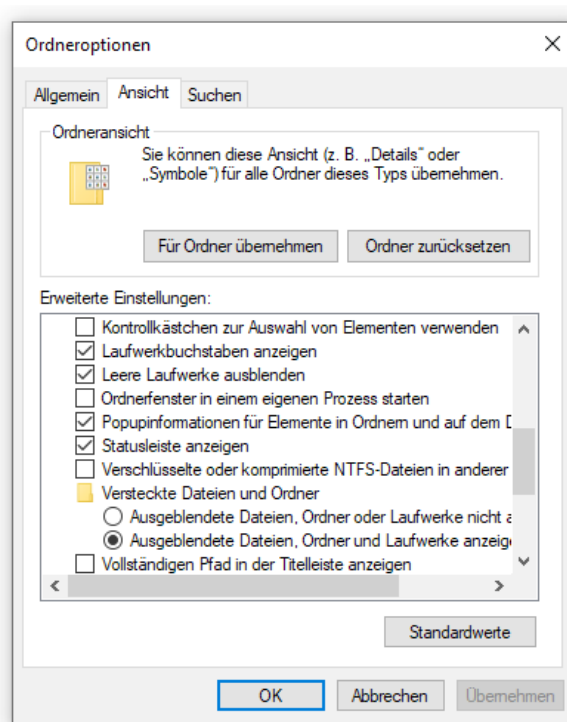 Ordneroptionen
Allgemein
Ansicht
Suchen
Ordneransicht
Sie können diese Ansicht (z. B. „Details" oder
„Symbole") für alle Ordner dieses Typs übernehmen.
Für Ordner übernehmen
Ordner zurücksetzen
Erweiterte Einstellungen:
Kontrollkästchen zur Auswahl von Elementen verwenden
Laufwerkbuchstaben anzeigen
Leere Laufwerke ausblenden
Ordnerfenster in einem eigenen Prozess starten
Popupinformationen für Elemente in Ordnern und auf dem D
Statusleiste anzeigen
Verschlüsselte oder komprimierte NTFS-Dateien in anderer
Versteckte Dateien und Ordner
Ausgeblendete Dateien, Ordner oder Laufwerke nicht a
Ausgeblendete Dateien, Ordner und Laufwerke anzeige
Vollständigen Pfad in der Titelleiste anzeigen
Standardwerte
OK
Abbrechen
Übernehmen